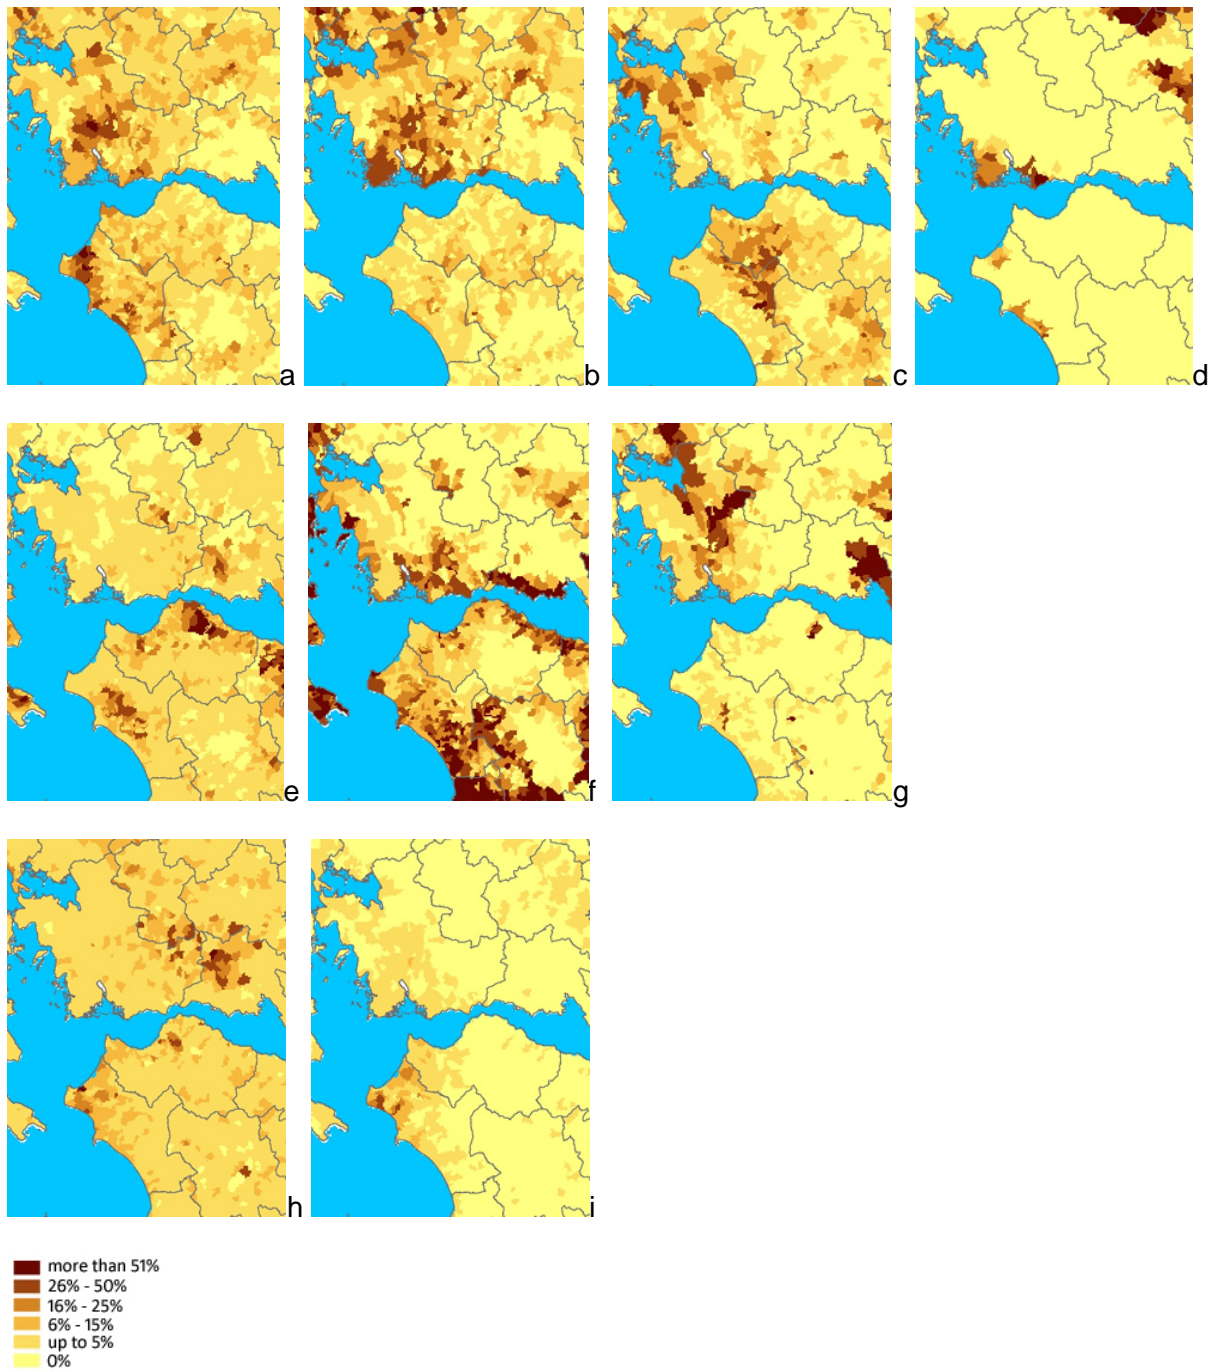 a
b
c
d
e
f
g
h
i
more than 51%
26% - 50%
16% - 25%
6% - 15%
up to 5%
0%